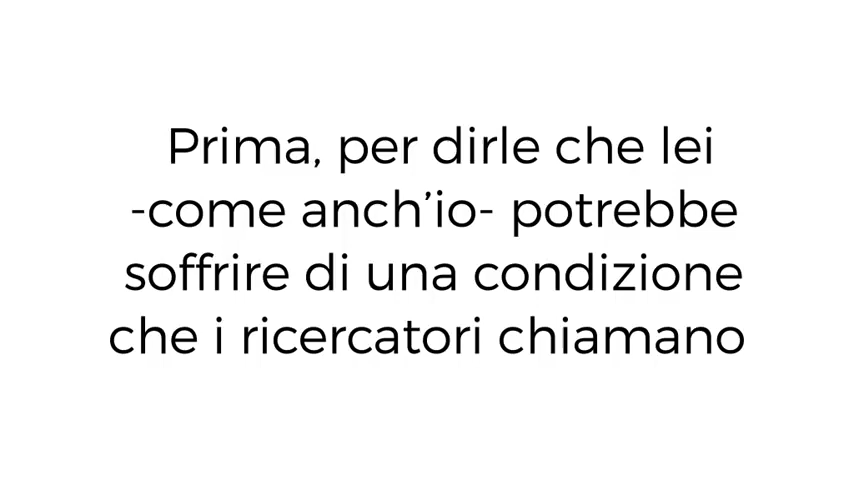 Prima, per dirle che lei
-come anch’io- potrebbe
soffrire di una condizione
che i ricercatori chiamano